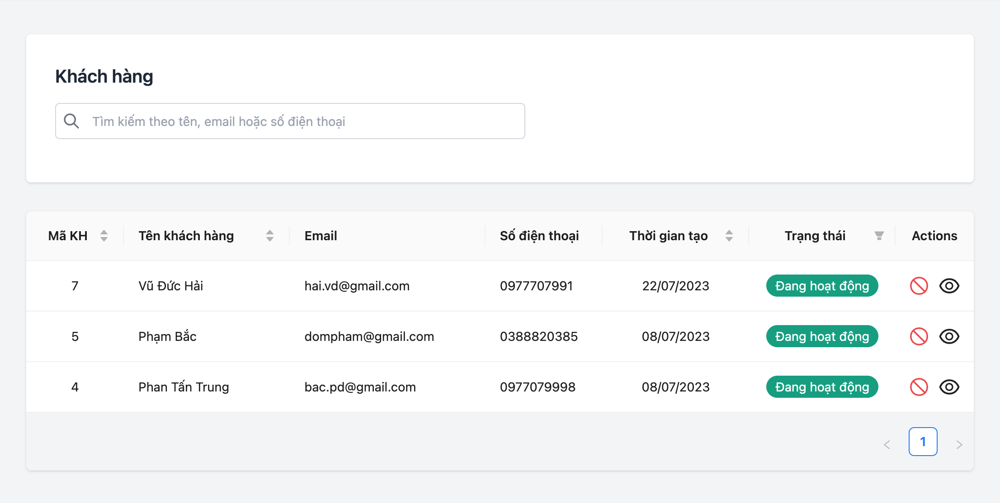 Khách hàng
Tìm kiếm theo tên, email hoặc số điện thoại
Mã KH Tên khách hàng Email Số điện thoại Thời gian tạo Trạng thái Actions
7 Vũ Đức Hải hai.vd@gmail.com 0977707991 22/07/2023 Đang hoạt động
5 Phạm Bắc dompham@gmail.com 0388820385 08/07/2023 Đang hoạt động
4 Phan Tấn Trung bac.pd@gmail.com 0977079998 08/07/2023 Đang hoạt động
1